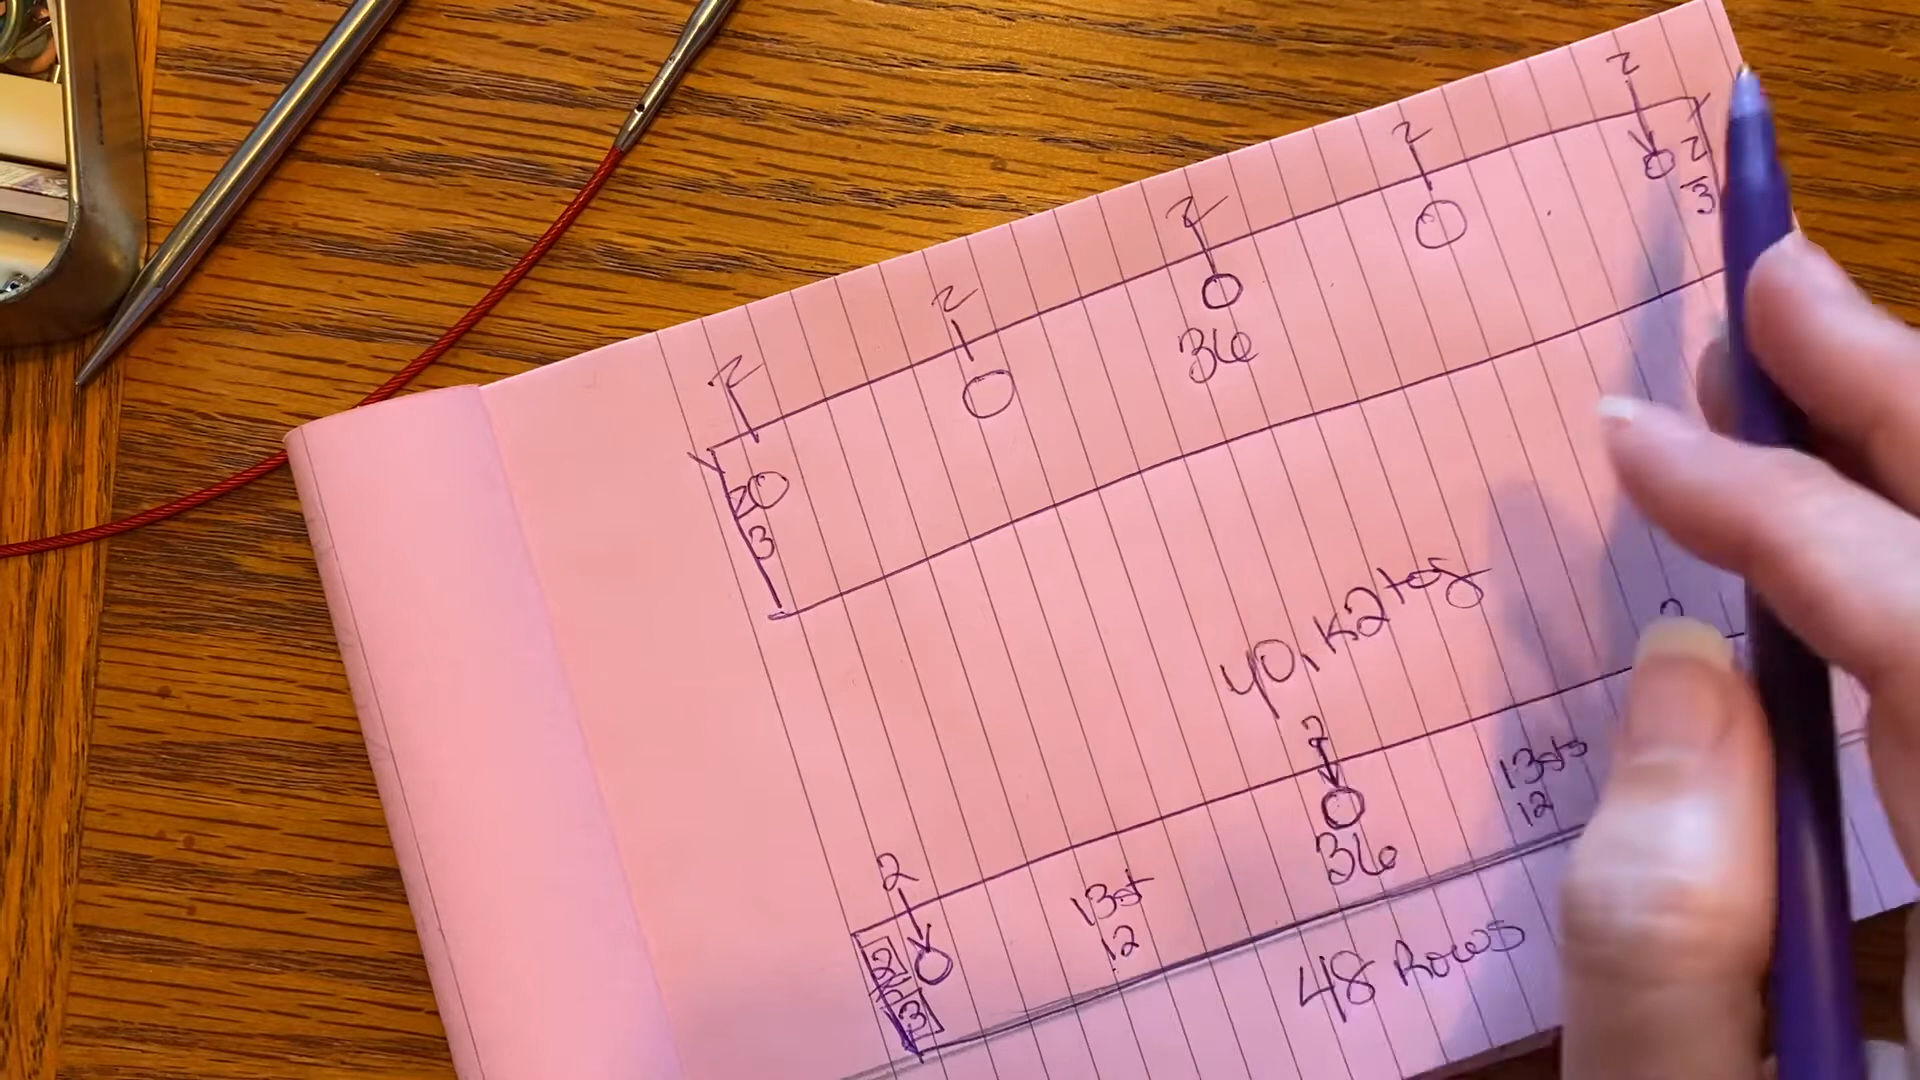 2 2 2 2 2
2 2
3 3
36
yo, k2tog
2 2 2
13st 13sts
12 12
36
2
3
48 Rows